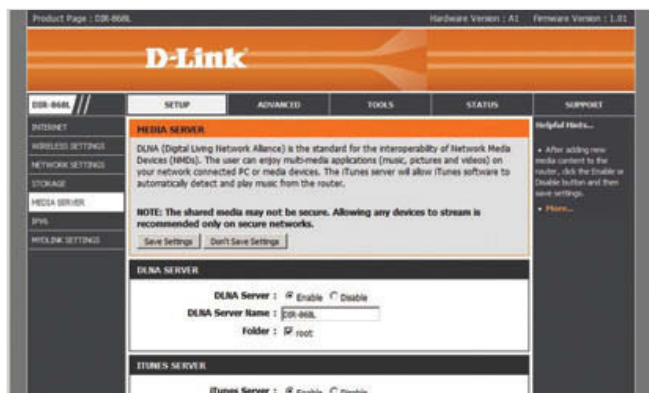 Product Page : DIR-868L
Hardware Version : A1
Firmware Version : 1.01
D-Link
DIR-868L
SETUP
ADVANCED
TOOLS
STATUS
SUPPORT
INTERNET
WIRELESS SETTINGS
NETWORK SETTINGS
STORAGE
MEDIA SERVER
IPV6
MYDLINK SETTINGS
MEDIA SERVER
DLNA (Digital Living Network Alliance) is the standard for the interoperability of Network Media
Devices (NMDs). The user can enjoy multi-media applications (music, pictures and videos) on
your network connected PC or media devices. The iTunes server will allow iTunes software to
automatically detect and play music from the router.
NOTE: The shared media may not be secure. Allowing any devices to stream is
recommended only on secure networks.
Save Settings Don't Save Settings
DLNA SERVER
DLNA Server : Enable Disable
DLNA Server Name : DIR-868L
Folder : root
ITUNES SERVER
iTunes Server : Enable Disable
Helpful Hints...
• After adding new
media content to the
router, click the Enable or
Disable button and then
save settings.
• More...